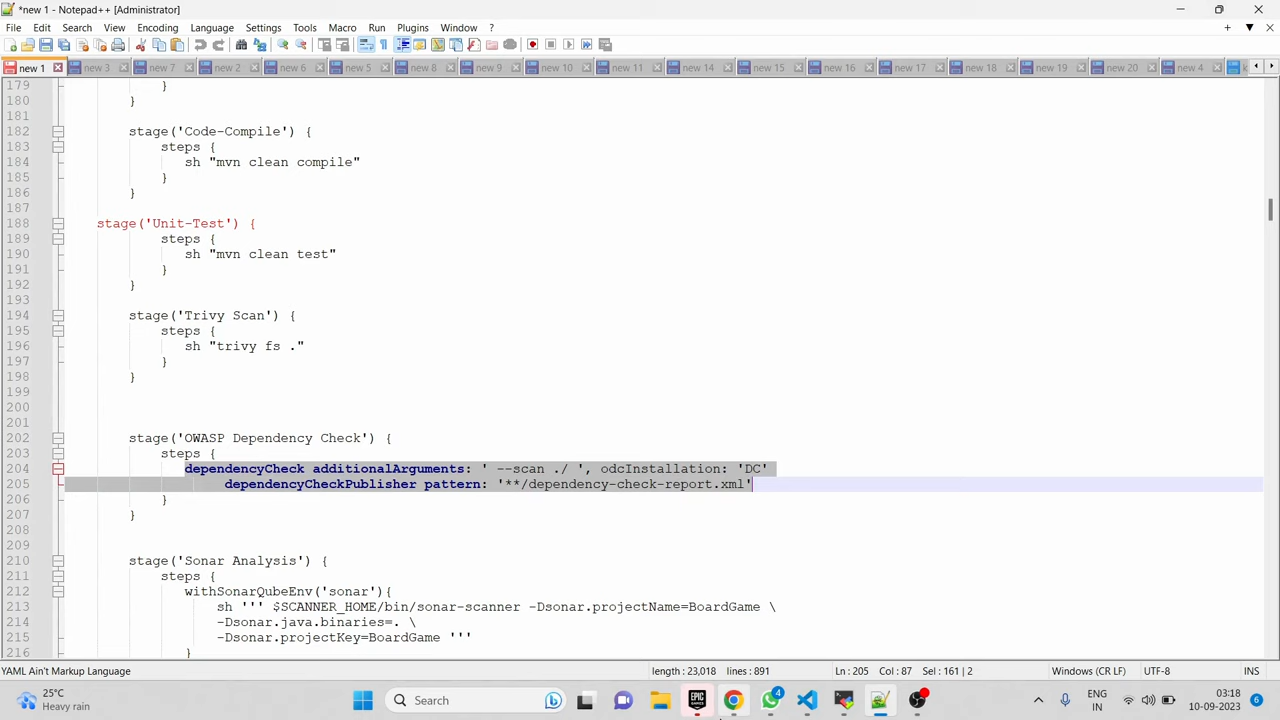 *new 1 - Notepad++ [Administrator]
File Edit Search View Encoding Language Settings Tools Macro Run Plugins Window ?
new 1 new 3 new 7 new 2 new 6 new 5 new 8 new 9 new 10 new 11 new 14 new 15 new 16 new 17 new 18 new 19 new 20 new 4
179 }
180 }
181
182 stage('Code-Compile') {
183 steps {
184 sh "mvn clean compile"
185 }
186 }
187
188 stage('Unit-Test') {
189 steps {
190 sh "mvn clean test"
191 }
192 }
193
194 stage('Trivy Scan') {
195 steps {
196 sh "trivy fs ."
197 }
198 }
199
200
201
202 stage('OWASP Dependency Check') {
203 steps {
204 dependencyCheck additionalArguments: ' --scan ./ ', odcInstallation: 'DC'
205 dependencyCheckPublisher pattern: '**/dependency-check-report.xml'
206 }
207 }
208
209
210 stage('Sonar Analysis') {
211 steps {
212 withSonarQubeEnv('sonar'){
213 sh ''' $SCANNER_HOME/bin/sonar-scanner -Dsonar.projectName=BoardGame \
214 -Dsonar.java.binaries=. \
215 -Dsonar.projectKey=BoardGame '''
216 }
YAML Ain't Markup Language length : 23,018 lines : 891 Ln : 205 Col : 87 Sel : 161 | 2 Windows (CR LF) UTF-8 INS
25°C
Heavy rain
Search
EPIC GAMES
4
ENG
IN
03:18
10-09-2023
6